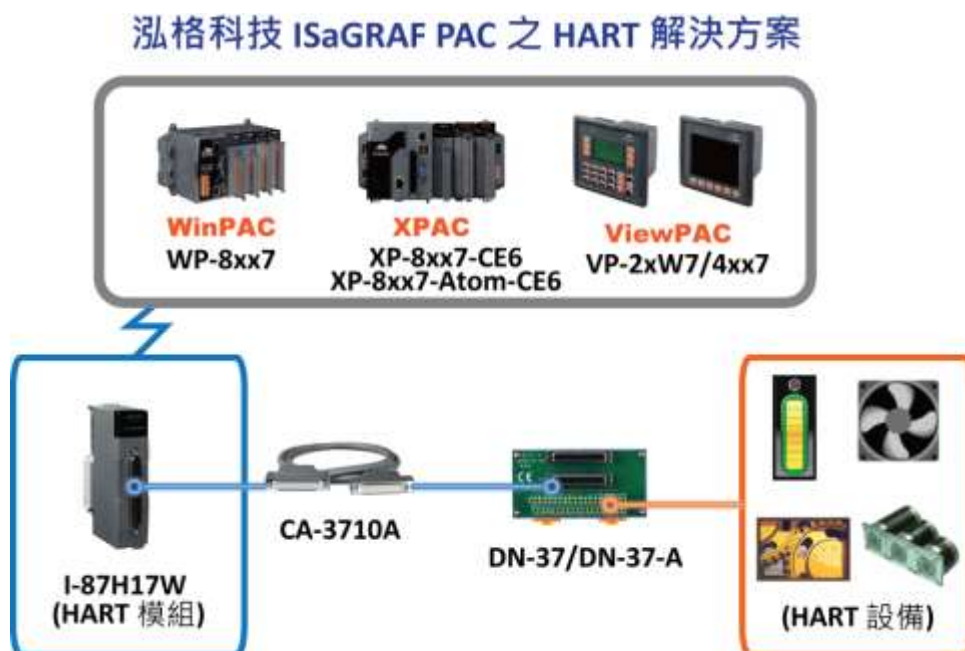 泓格科技 ISaGRAF PAC 之 HART 解決方案
WinPAC
WP-8xx7
XPAC
XP-8xx7-CE6
XP-8xx7-Atom-CE6
ViewPAC
VP-2xW7/4xx7
I-87H17W
(HART 模組)
CA-3710A
DN-37/DN-37-A
(HART 設備)